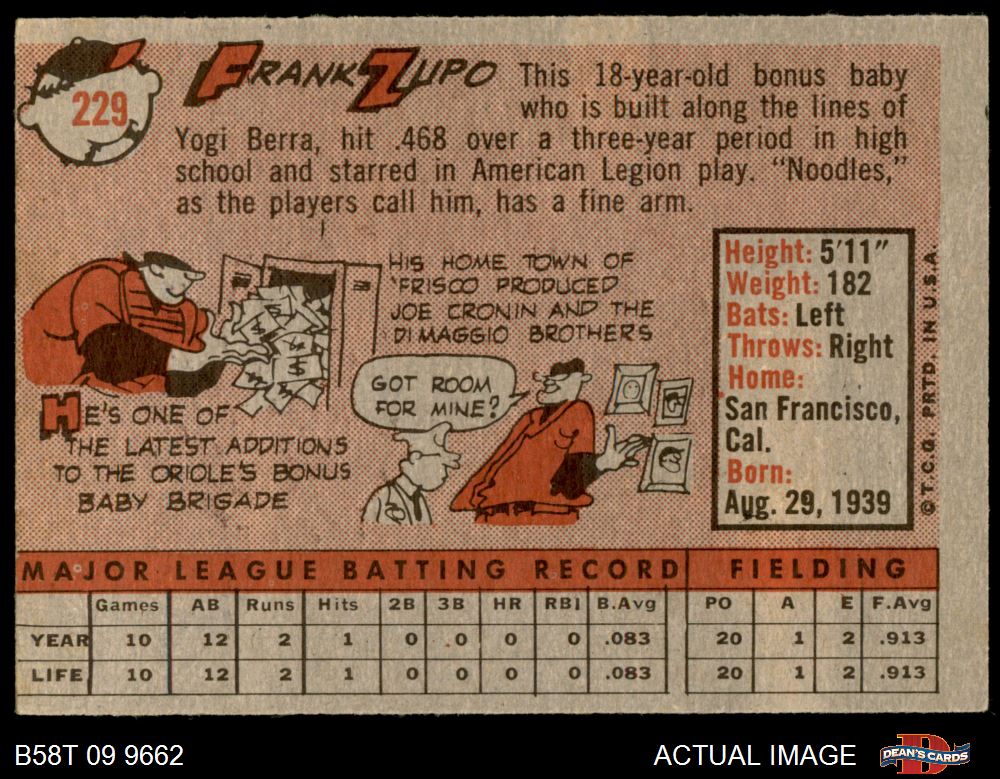 229
FRANK ZUPO
This 18-year-old bonus baby
who is built along the lines of
Yogi Berra, hit .468 over a three-year period in high
school and starred in American Legion play. "Noodles,"
as the players call him, has a fine arm.
HIS HOME TOWN OF
'FRISCO PRODUCED
JOE CRONIN AND THE
DI MAGGIO BROTHERS
GOT ROOM
FOR MINE?
HE'S ONE OF
THE LATEST ADDITIONS
TO THE ORIOLE'S BONUS
BABY BRIGADE
Height: 5'11"
Weight: 182
Bats: Left
Throws: Right
Home:
San Francisco,
Cal.
Born:
Aug. 29, 1939
© T.C.G. PRTD. IN U.S.A.
MAJOR LEAGUE BATTING RECORD FIELDING
Games AB Runs Hits 2B 3B HR RBI B.Avg PO A E F.Avg
YEAR 10 12 2 1 0 0 0 0 .083 20 1 2 .913
LIFE 10 12 2 1 0 0 0 0 .083 20 1 2 .913
B58T 09 9662 ACTUAL IMAGE DEAN'S CARDS